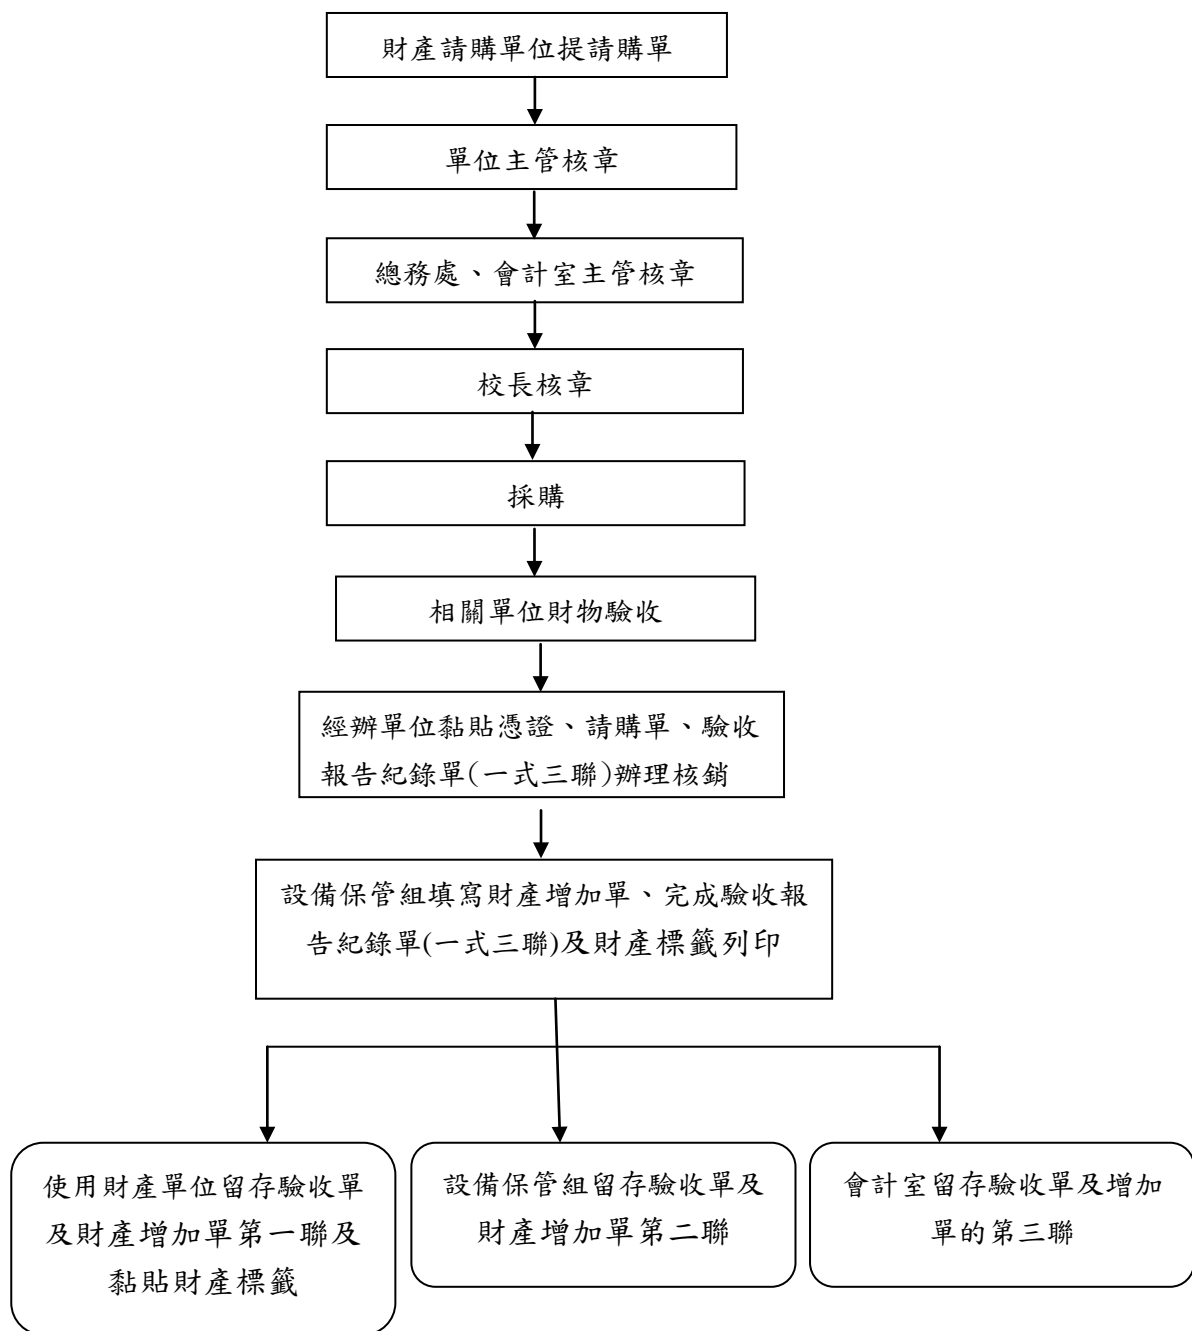 財產請購單位提請購單
單位主管核章
總務處、會計室主管核章
校長核章
採購
相關單位財物驗收
經辦單位黏貼憑證、請購單、驗收
報告紀錄單(一式三聯)辦理核銷
設備保管組填寫財產增加單、完成驗收報
告紀錄單(一式三聯)及財產標籤列印
使用財產單位留存驗收單
及財產增加單第一聯及
黏貼財產標籤
設備保管組留存驗收單及
財產增加單第二聯
會計室留存驗收單及增加
單的第三聯